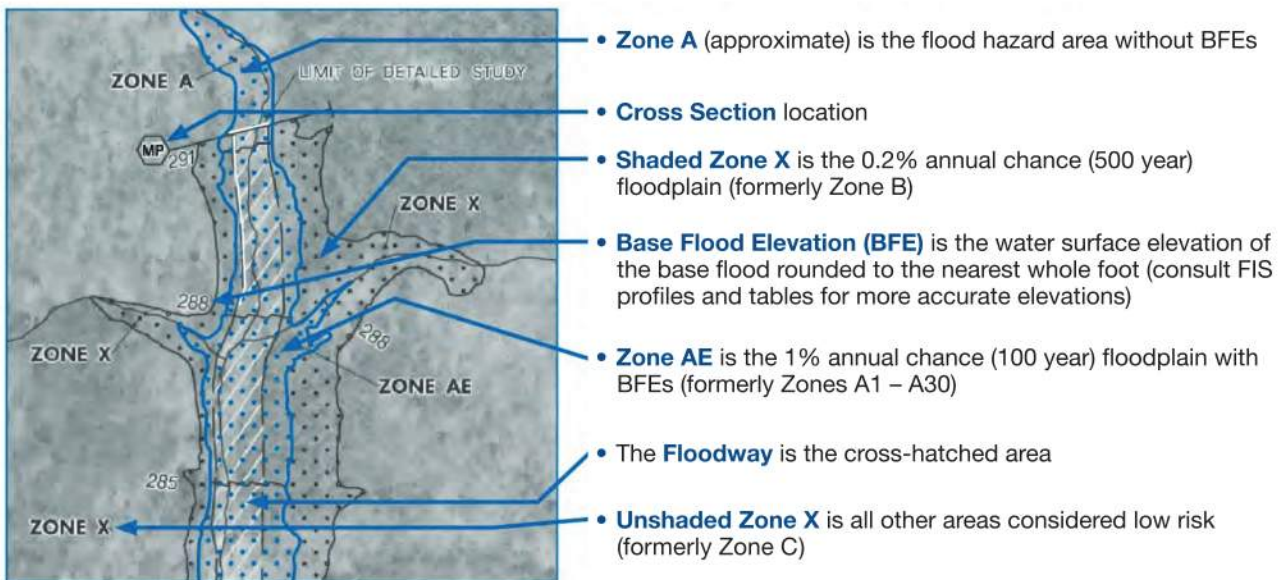 ZONE A
LIMIT OF DETAILED STUDY
MP
291
ZONE X
288
288
ZONE X
ZONE AE
285
ZONE X
• Zone A (approximate) is the flood hazard area without BFEs
• Cross Section location
• Shaded Zone X is the 0.2% annual chance (500 year)
floodplain (formerly Zone B)
• Base Flood Elevation (BFE) is the water surface elevation of
the base flood rounded to the nearest whole foot (consult FIS
profiles and tables for more accurate elevations)
• Zone AE is the 1% annual chance (100 year) floodplain with
BFEs (formerly Zones A1 – A30)
• The Floodway is the cross-hatched area
• Unshaded Zone X is all other areas considered low risk
(formerly Zone C)